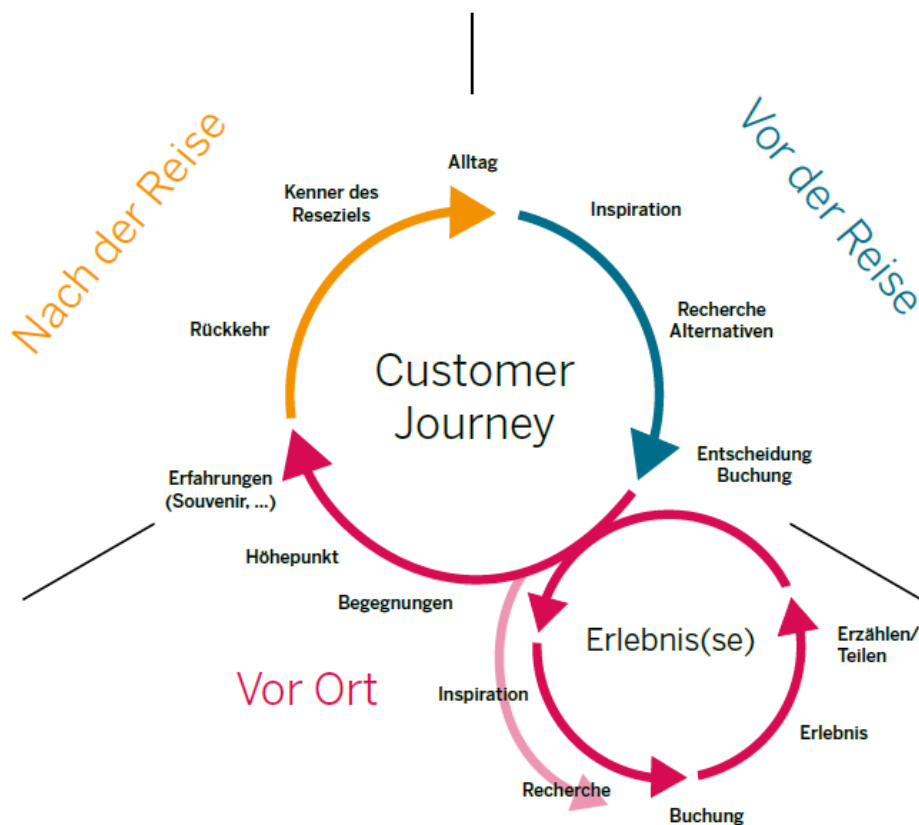 Nach der Reise
Vor der Reise
Alltag
Kenner des
Reseziels
Inspiration
Rückkehr
Recherche
Alternativen
Customer
Journey
Entscheidung
Buchung
Erfahrungen
(Souvenir, ...)
Höhepunkt
Begegnungen
Vor Ort
Erlebnis(se)
Erzählen/
Teilen
Inspiration
Erlebnis
Recherche
Buchung